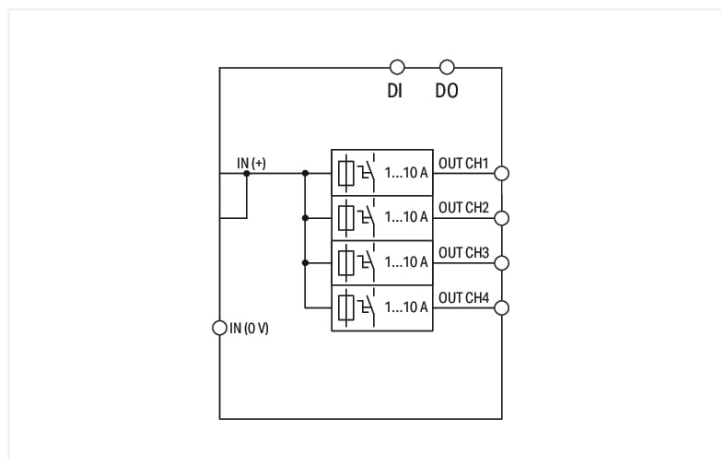 DI DO
IN (+)
1...10 A OUT CH1
1...10 A OUT CH2
1...10 A OUT CH3
1...10 A OUT CH4
IN (0 V)